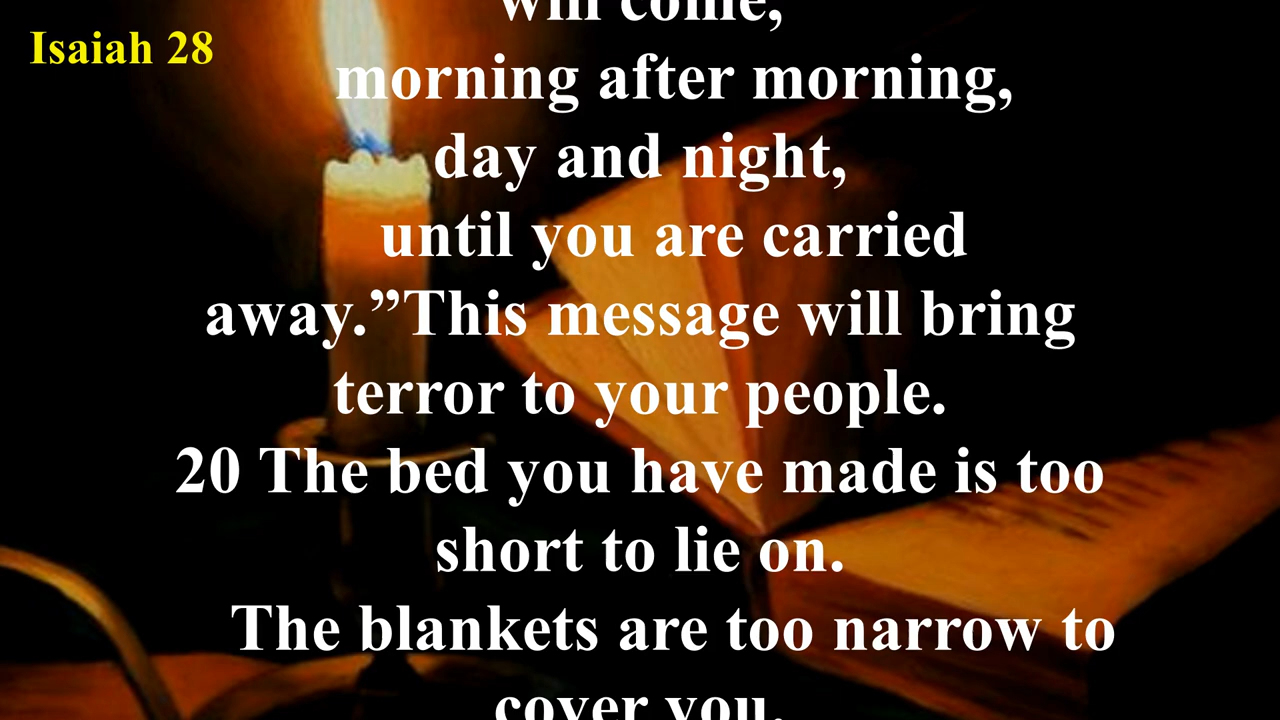 Isaiah 28
will come,
morning after morning,
day and night,
until you are carried
away.”This message will bring
terror to your people.
20 The bed you have made is too
short to lie on.
The blankets are too narrow to
cover you.